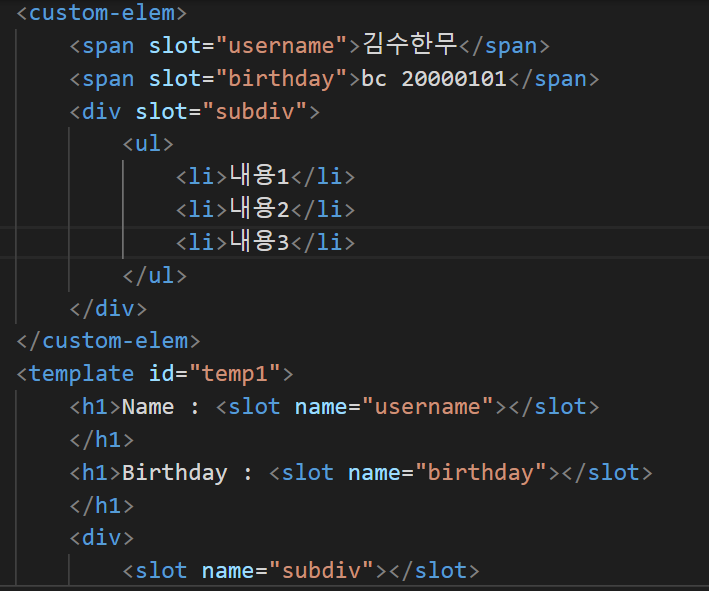 <custom-elem>
<span slot="username">김수한무</span>
<span slot="birthday">bc 20000101</span>
<div slot="subdiv">
<ul>
<li>내용1</li>
<li>내용2</li>
<li>내용3</li>
</ul>
</div>
</custom-elem>
<template id="temp1">
<h1>Name : <slot name="username"></slot>
</h1>
<h1>Birthday : <slot name="birthday"></slot>
</h1>
<div>
<slot name="subdiv"></slot>